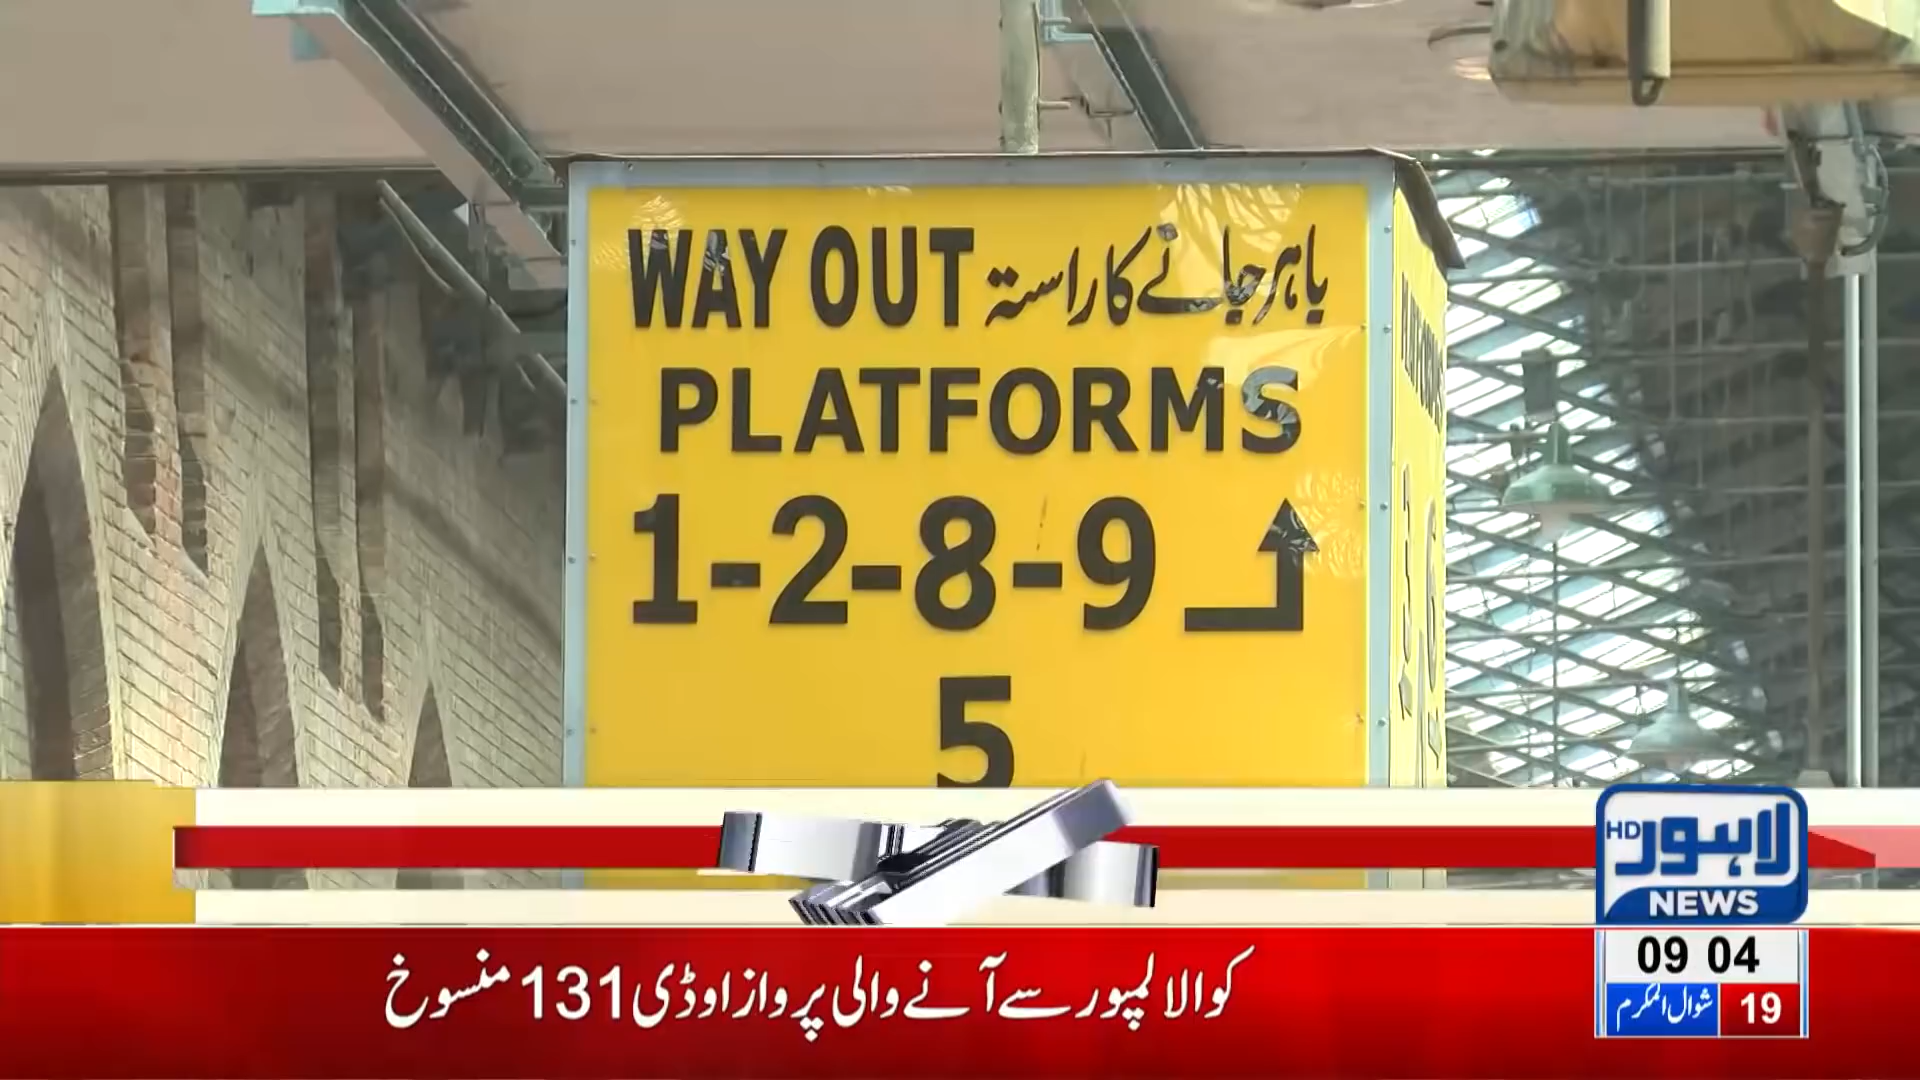 WAY OUT باہر جانے کا راستہ
PLATFORMS
1-2-8-9
5
HD لاہور
NEWS
09 04
19 شوال المکرم
کوالالمپور سے آنے والی پرواز او ڈی 131 منسوخ